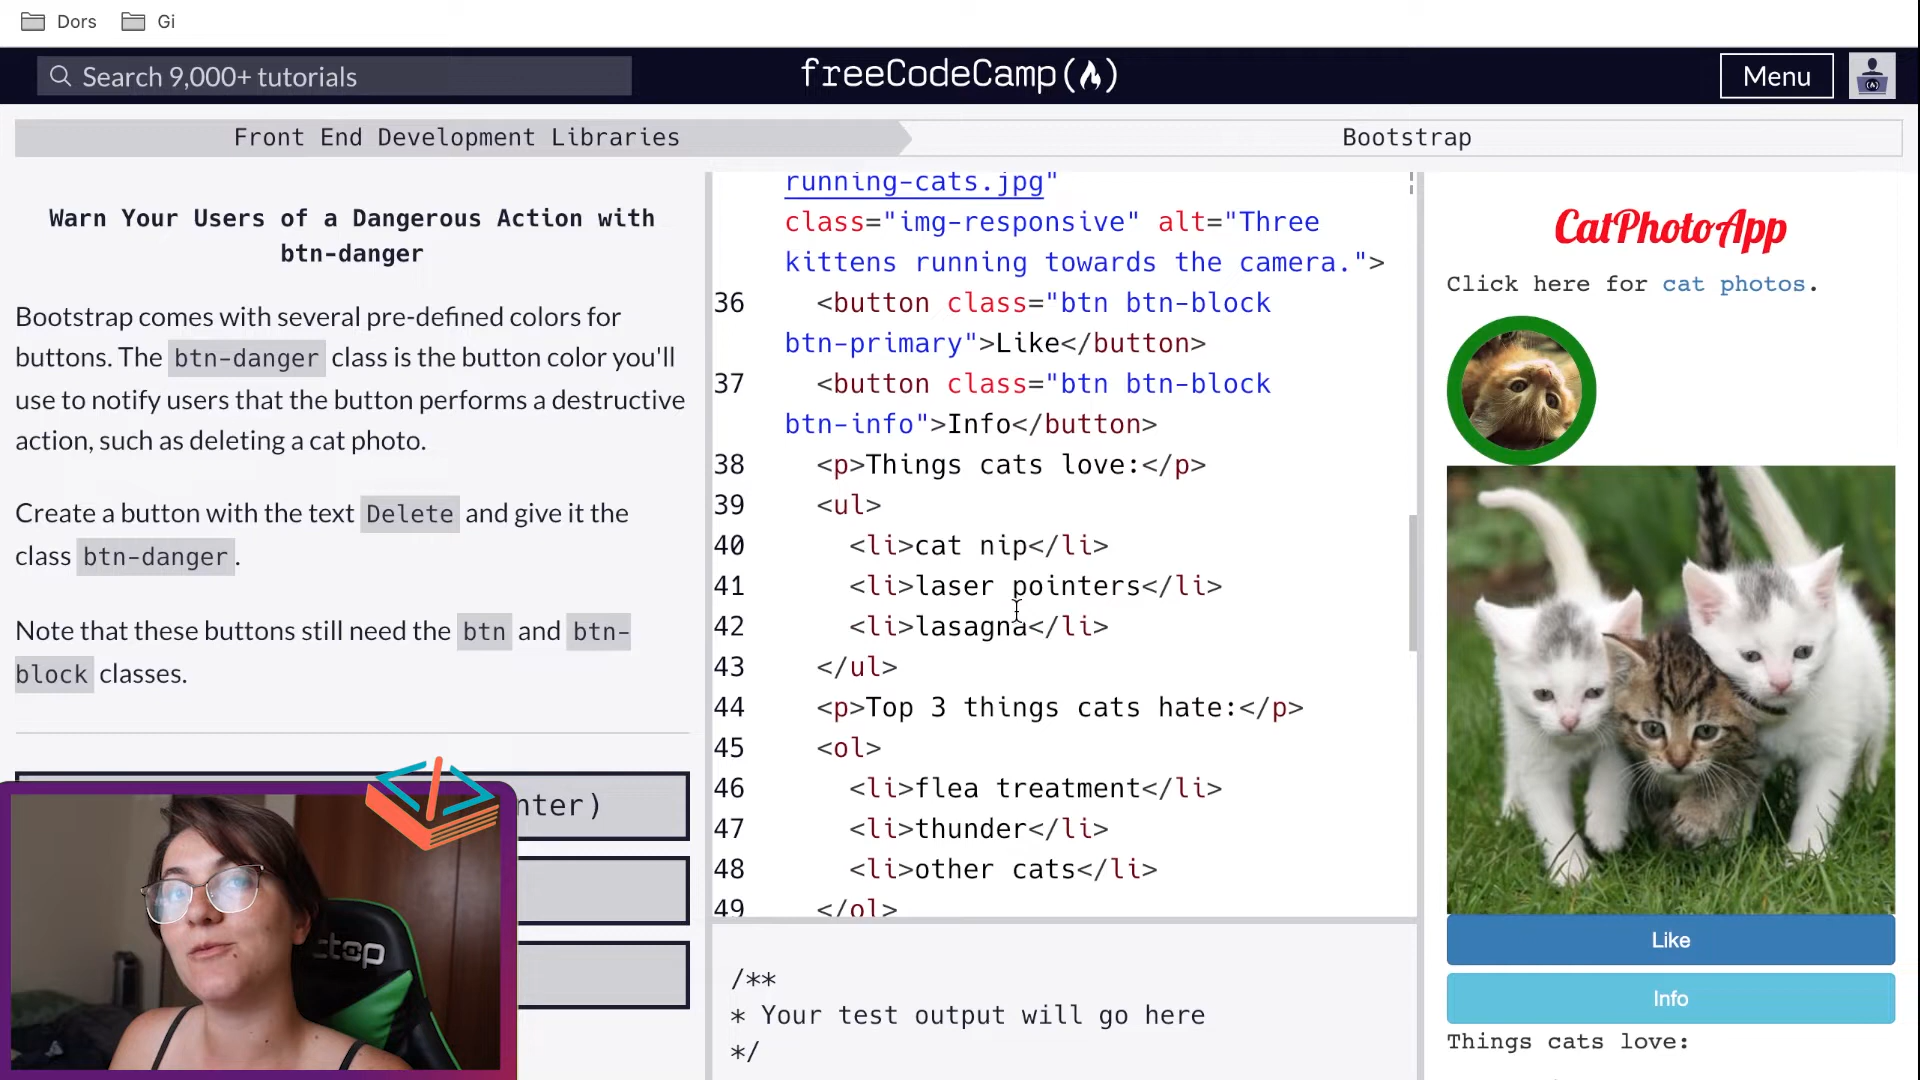 Dors Gi
Search 9,000+ tutorials
freeCodeCamp
Menu
Front End Development Libraries
Bootstrap
Warn Your Users of a Dangerous Action with
btn-danger
Bootstrap comes with several pre-defined colors for
buttons. The btn-danger class is the button color you'll
use to notify users that the button performs a destructive
action, such as deleting a cat photo.
Create a button with the text Delete and give it the
class btn-danger.
Note that these buttons still need the btn and btn-
block classes.
nter)
running-cats.jpg"
class="img-responsive" alt="Three
kittens running towards the camera.">
36 <button class="btn btn-block
btn-primary">Like</button>
37 <button class="btn btn-block
btn-info">Info</button>
38 <p>Things cats love:</p>
39 <ul>
40 <li>cat nip</li>
41 <li>laser pointers</li>
42 <li>lasagna</li>
43 </ul>
44 <p>Top 3 things cats hate:</p>
45 <ol>
46 <li>flea treatment</li>
47 <li>thunder</li>
48 <li>other cats</li>
49 </ol>
/**
* Your test output will go here
*/
CatPhotoApp
Click here for cat photos.
Like
Info
Things cats love: